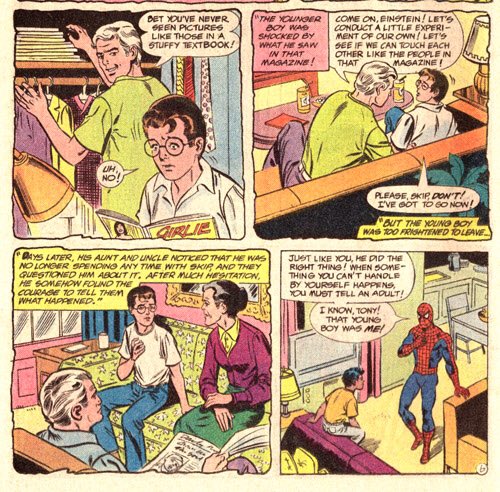 BET YOU'VE NEVER
SEEN PICTURES
LIKE THOSE IN A
STUFFY TEXTBOOK!
UH,
NO!
GIRLIE
"THE YOUNGER
BOY WAS
SHOCKED BY
WHAT HE SAW
IN THAT
MAGAZINE!
COME ON, EINSTEIN! LET'S
CONDUCT A LITTLE EXPERI-
MENT OF OUR OWN! LET'S
SEE IF WE CAN TOUCH EACH
OTHER LIKE THE PEOPLE IN
THAT MAGAZINE!
PLEASE, SKIP, DON'T!
I'VE GOT TO GO NOW!
"BUT THE YOUNG BOY
WAS TOO FRIGHTENED TO LEAVE..
"DAYS LATER, HIS AUNT AND UNCLE NOTICED THAT HE WAS
NO LONGER SPENDING ANY TIME WITH SKIP, AND THEY
QUESTIONED HIM ABOUT IT. AFTER MUCH HESITATION,
HE SOMEHOW FOUND THE
COURAGE TO TELL THEM
WHAT HAPPENED."
JUST LIKE YOU, HE DID THE
RIGHT THING! WHEN SOME-
THING YOU CAN'T HANDLE
BY YOURSELF HAPPENS,
YOU MUST TELL AN ADULT!
I KNOW, TONY!
THAT YOUNG
BOY WAS ME!